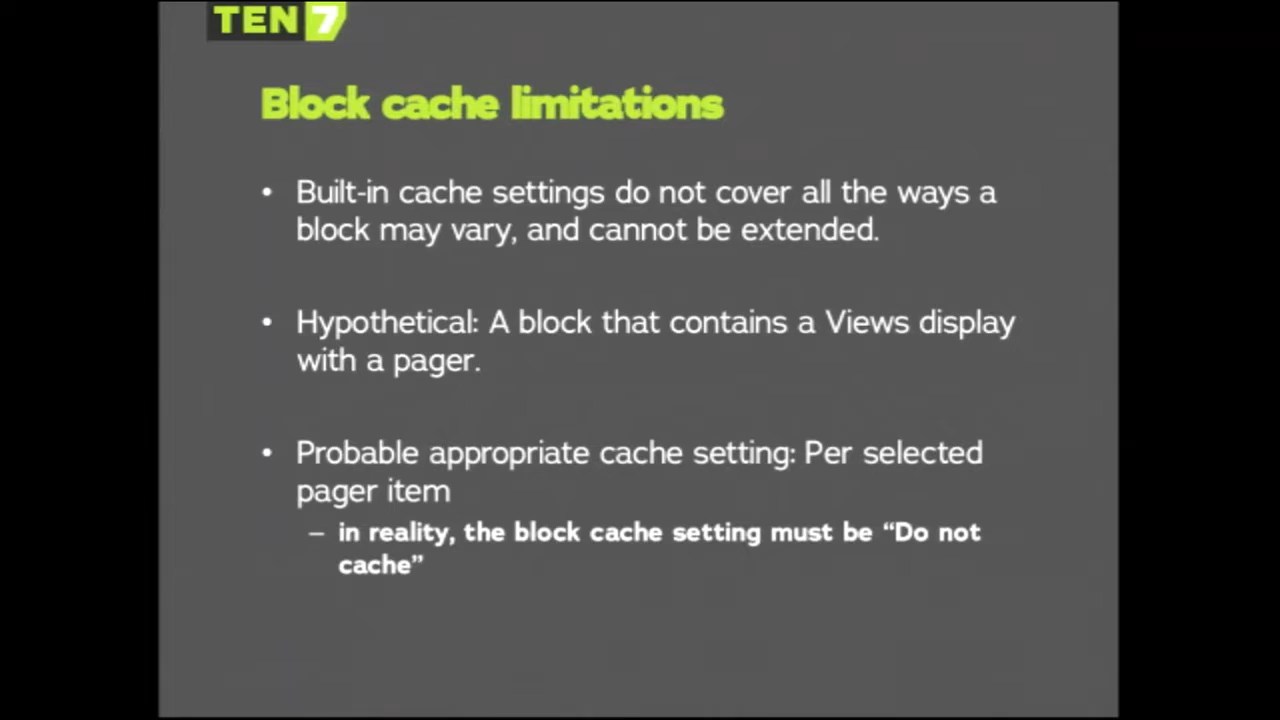 TEN7
Block cache limitations
• Built-in cache settings do not cover all the ways a
block may vary, and cannot be extended.
• Hypothetical: A block that contains a Views display
with a pager.
• Probable appropriate cache setting: Per selected
pager item
– in reality, the block cache setting must be “Do not
cache”